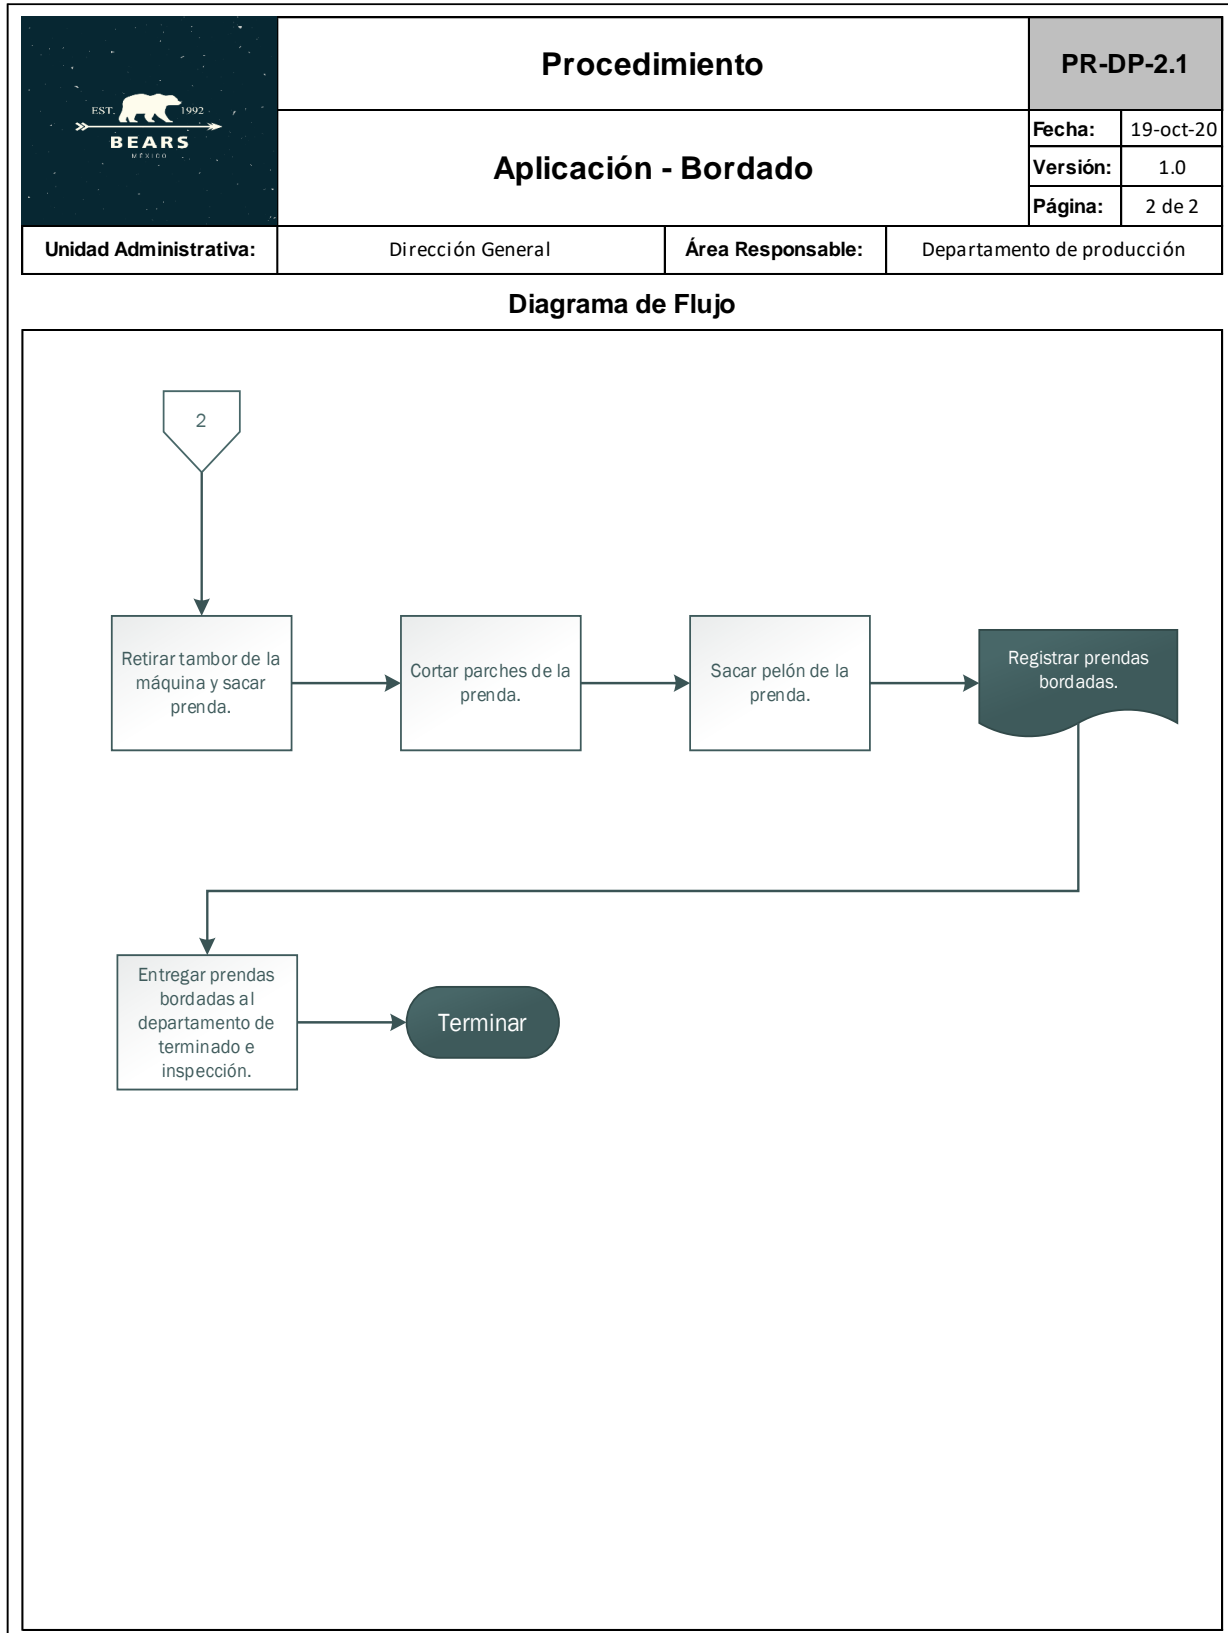 Procedimiento
PR-DP-2.1
EST. 1992
BEARS
MÉXICO
Aplicación - Bordado
Fecha: 19-oct-20
Versión: 1.0
Página: 2 de 2
Unidad Administrativa: Dirección General Área Responsable: Departamento de producción
Diagrama de Flujo
2
Retirar tambor de la
máquina y sacar
prenda.
Cortar parches de la
prenda.
Sacar pelón de la
prenda.
Registrar prendas
bordadas.
Entregar prendas
bordadas al
departamento de
terminado e
inspección.
Terminar